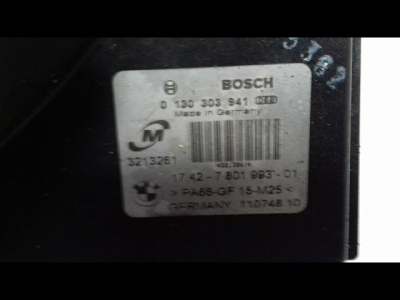 5382
BOSCH
0 130 303 941
Made in Germany
M
3213261
17.42-7 801 993-01
> PA66-GF 15-M25 <
GERMANY 110748.10